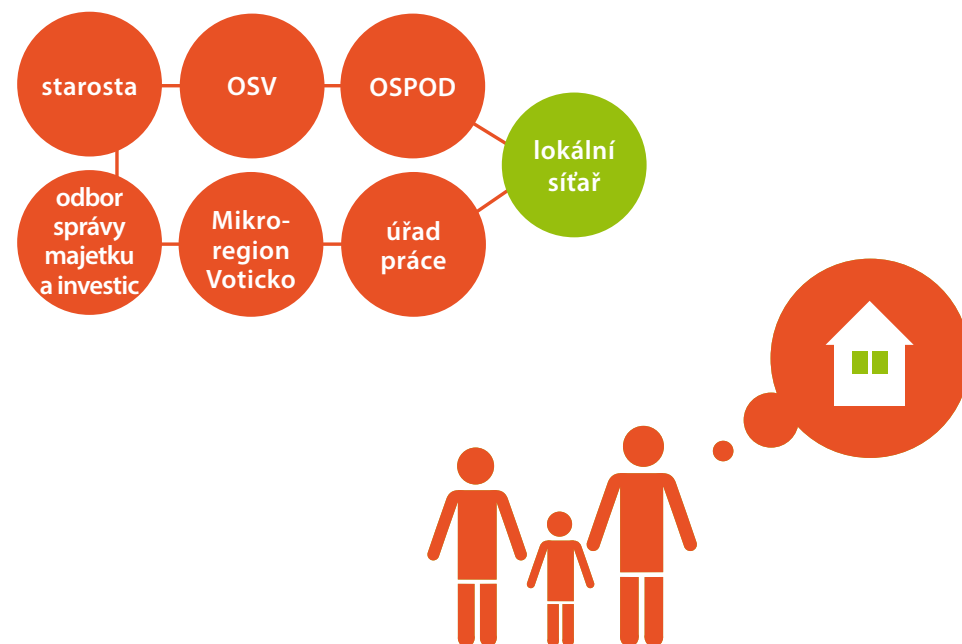 starosta
OSV
OSPOD
lokální
síťař
odbor
správy
majetku
a investic
Mikro-
region
Voticko
úřad
práce